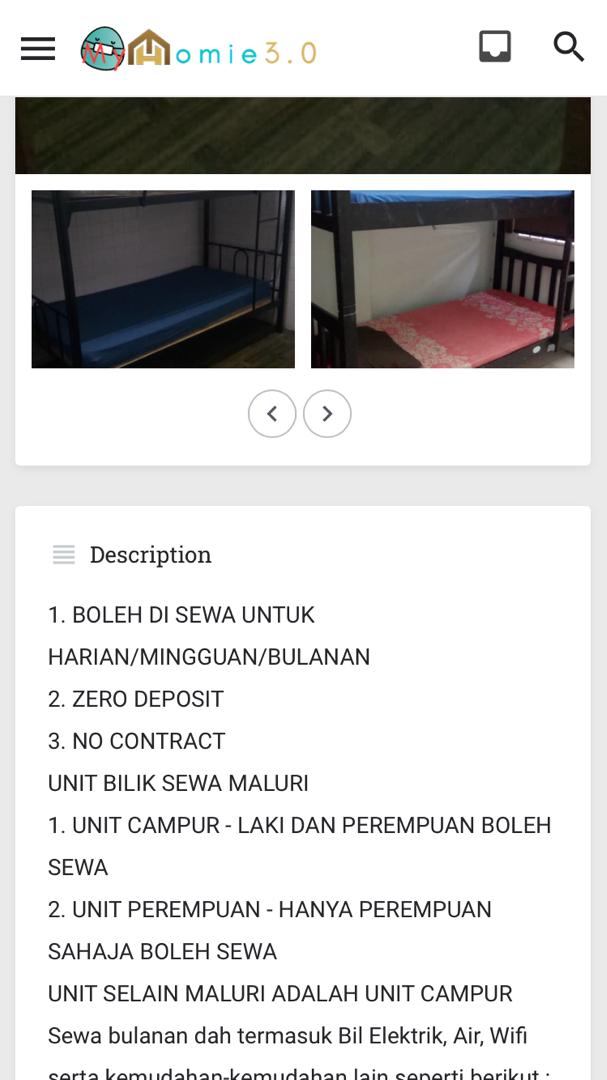 MyHomie3.0
Description
1. BOLEH DI SEWA UNTUK
HARIAN/MINGGUAN/BULANAN
2. ZERO DEPOSIT
3. NO CONTRACT
UNIT BILIK SEWA MALURI
1. UNIT CAMPUR - LAKI DAN PEREMPUAN BOLEH
SEWA
2. UNIT PEREMPUAN - HANYA PEREMPUAN
SAHAJA BOLEH SEWA
UNIT SELAIN MALURI ADALAH UNIT CAMPUR
Sewa bulanan dah termasuk Bil Elektrik, Air, Wifi
serta kemudahan-kemudahan lain seperti berikut :